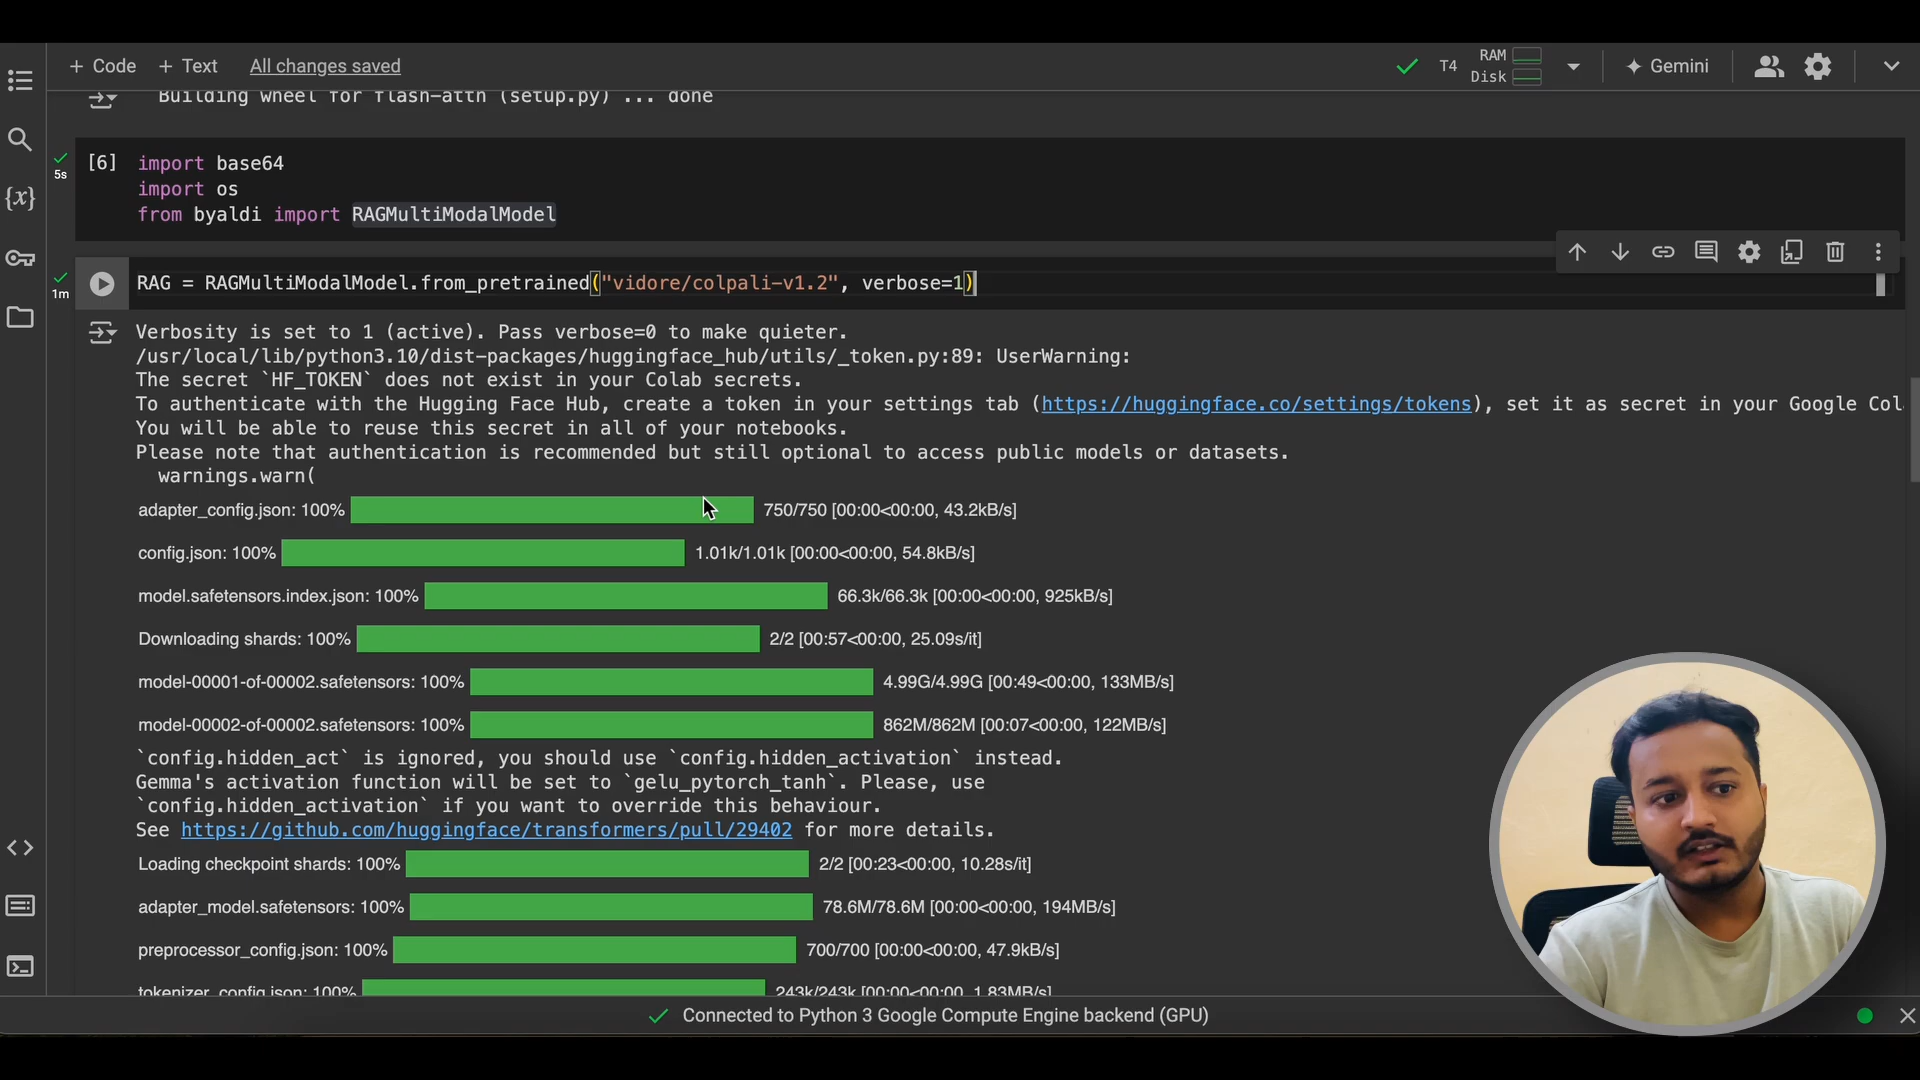 + Code + Text All changes saved
T4 RAM Disk Gemini
Building wheel for flash-attn (setup.py) ... done
5s
[6] import base64
import os
from byaldi import RAGMultiModalModel
1m
RAG = RAGMultiModalModel.from_pretrained("vidore/colpali-v1.2", verbose=1)
Verbosity is set to 1 (active). Pass verbose=0 to make quieter.
/usr/local/lib/python3.10/dist-packages/huggingface_hub/utils/_token.py:89: UserWarning:
The secret `HF_TOKEN` does not exist in your Colab secrets.
To authenticate with the Hugging Face Hub, create a token in your settings tab (https://huggingface.co/settings/tokens), set it as secret in your Google Col
You will be able to reuse this secret in all of your notebooks.
Please note that authentication is recommended but still optional to access public models or datasets.
warnings.warn(
adapter_config.json: 100% 750/750 [00:00<00:00, 43.2kB/s]
config.json: 100% 1.01k/1.01k [00:00<00:00, 54.8kB/s]
model.safetensors.index.json: 100% 66.3k/66.3k [00:00<00:00, 925kB/s]
Downloading shards: 100% 2/2 [00:57<00:00, 25.09s/it]
model-00001-of-00002.safetensors: 100% 4.99G/4.99G [00:49<00:00, 133MB/s]
model-00002-of-00002.safetensors: 100% 862M/862M [00:07<00:00, 122MB/s]
`config.hidden_act` is ignored, you should use `config.hidden_activation` instead.
Gemma's activation function will be set to `gelu_pytorch_tanh`. Please, use
`config.hidden_activation` if you want to override this behaviour.
See https://github.com/huggingface/transformers/pull/29402 for more details.
Loading checkpoint shards: 100% 2/2 [00:23<00:00, 10.28s/it]
adapter_model.safetensors: 100% 78.6M/78.6M [00:00<00:00, 194MB/s]
preprocessor_config.json: 100% 700/700 [00:00<00:00, 47.9kB/s]
tokenizer_config.json: 100% 243k/243k [00:00<00:00, 1.83MB/s]
Connected to Python 3 Google Compute Engine backend (GPU)